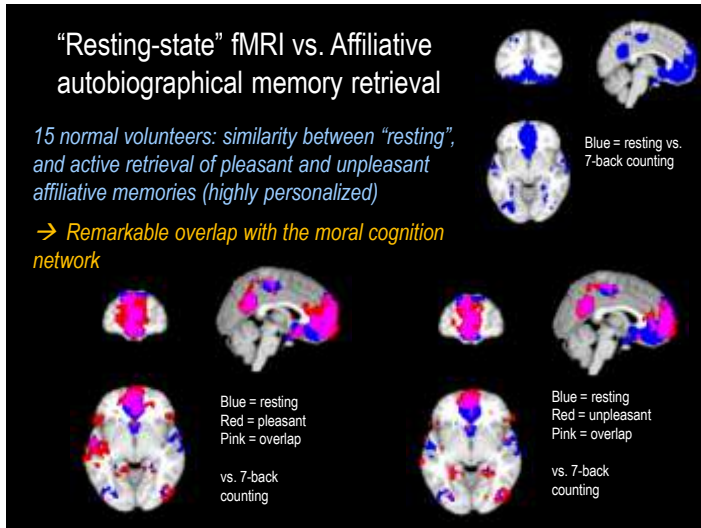 “Resting-state” fMRI vs. Affiliative
autobiographical memory retrieval
15 normal volunteers: similarity between “resting”,
and active retrieval of pleasant and unpleasant
affiliative memories (highly personalized)
→ Remarkable overlap with the moral cognition
network
Blue = resting vs.
7-back counting
Blue = resting
Red = pleasant
Pink = overlap
vs. 7-back
counting
Blue = resting
Red = unpleasant
Pink = overlap
vs. 7-back
counting